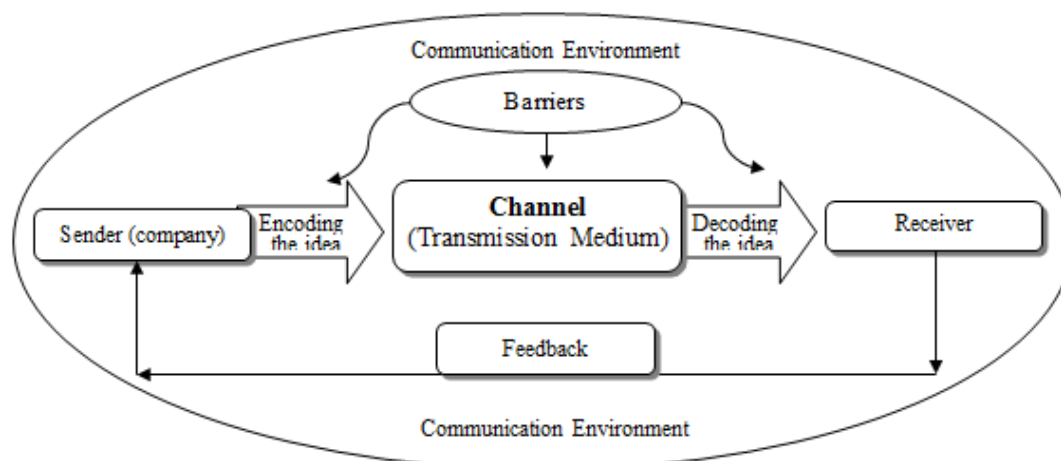 Communication Environment
Barriers
Sender (company)
Encoding
the idea
Channel
(Transmission Medium)
Decoding
the idea
Receiver
Feedback
Communication Environment